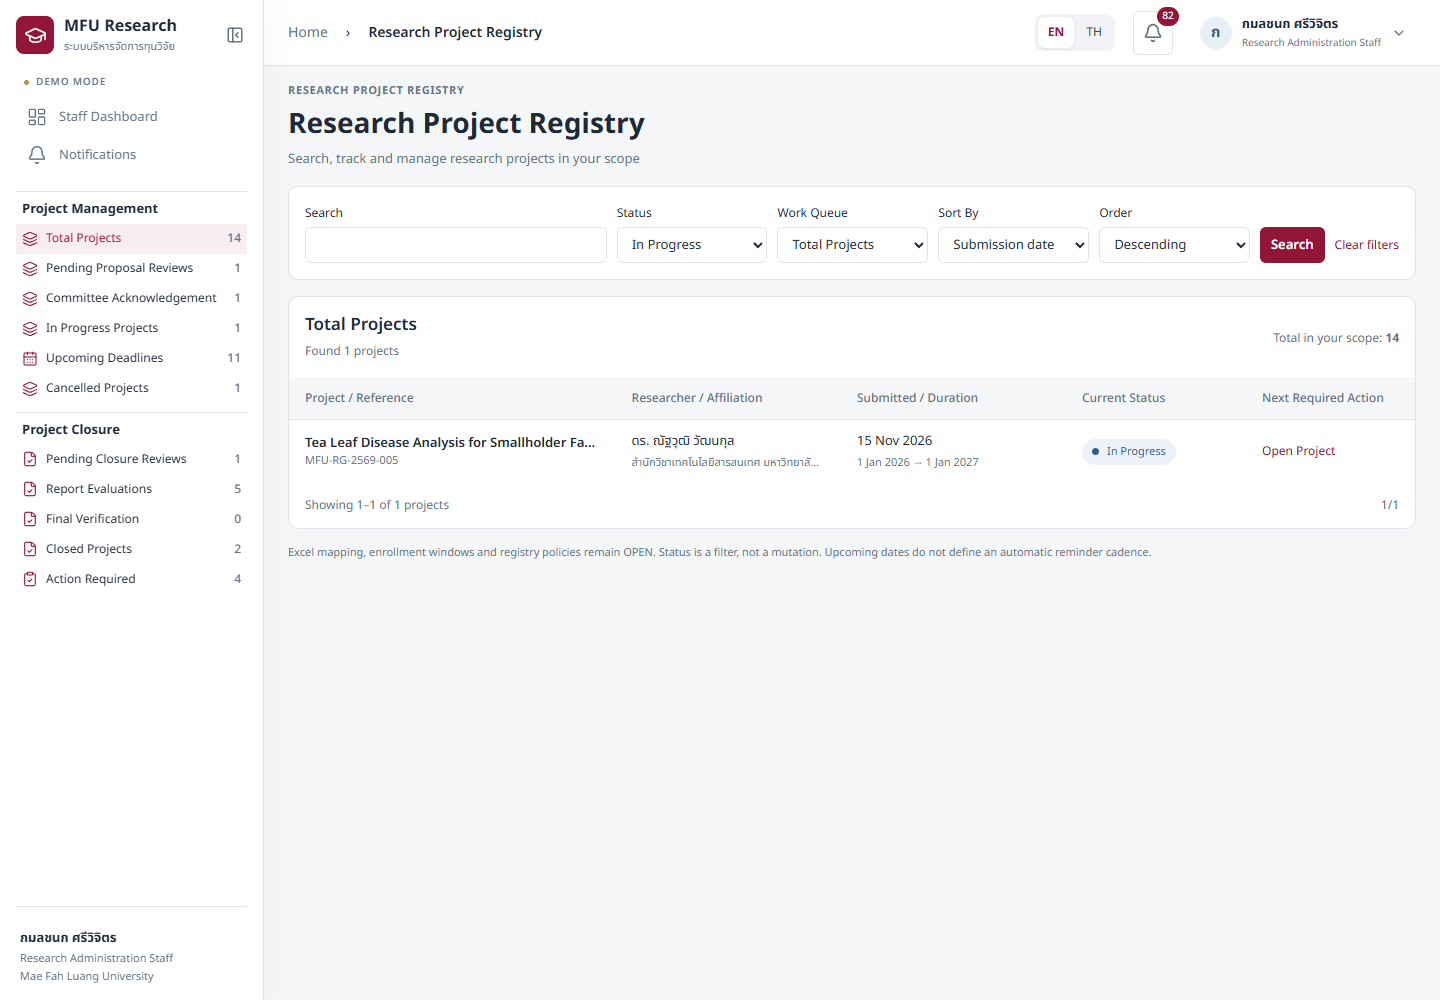 MFU Research
ระบบบริหารจัดการทุนวิจัย
DEMO MODE
Staff Dashboard
Notifications
Project Management
Total Projects 14
Pending Proposal Reviews 1
Committee Acknowledgement 1
In Progress Projects 1
Upcoming Deadlines 11
Cancelled Projects 1
Project Closure
Pending Closure Reviews 1
Report Evaluations 5
Final Verification 0
Closed Projects 2
Action Required 4
กมลชนก ศรีวิจิตร
Research Administration Staff
Mae Fah Luang University
Home › Research Project Registry
EN TH
82
ก
กมลชนก ศรีวิจิตร
Research Administration Staff
RESEARCH PROJECT REGISTRY
Research Project Registry
Search, track and manage research projects in your scope
Search Status Work Queue Sort By Order
In Progress Total Projects Submission date Descending Search Clear filters
Total Projects
Found 1 projects
Total in your scope: 14
Project / Reference Researcher / Affiliation Submitted / Duration Current Status Next Required Action
Tea Leaf Disease Analysis for Smallholder Fa... ดร. ณัฐวุฒิ วัฒนกุล 15 Nov 2026 In Progress Open Project
MFU-RG-2569-005 สำนักวิชาเทคโนโลยีสารสนเทศ มหาวิทยาลั... 1 Jan 2026 → 1 Jan 2027
Showing 1–1 of 1 projects 1/1
Excel mapping, enrollment windows and registry policies remain OPEN. Status is a filter, not a mutation. Upcoming dates do not define an automatic reminder cadence.